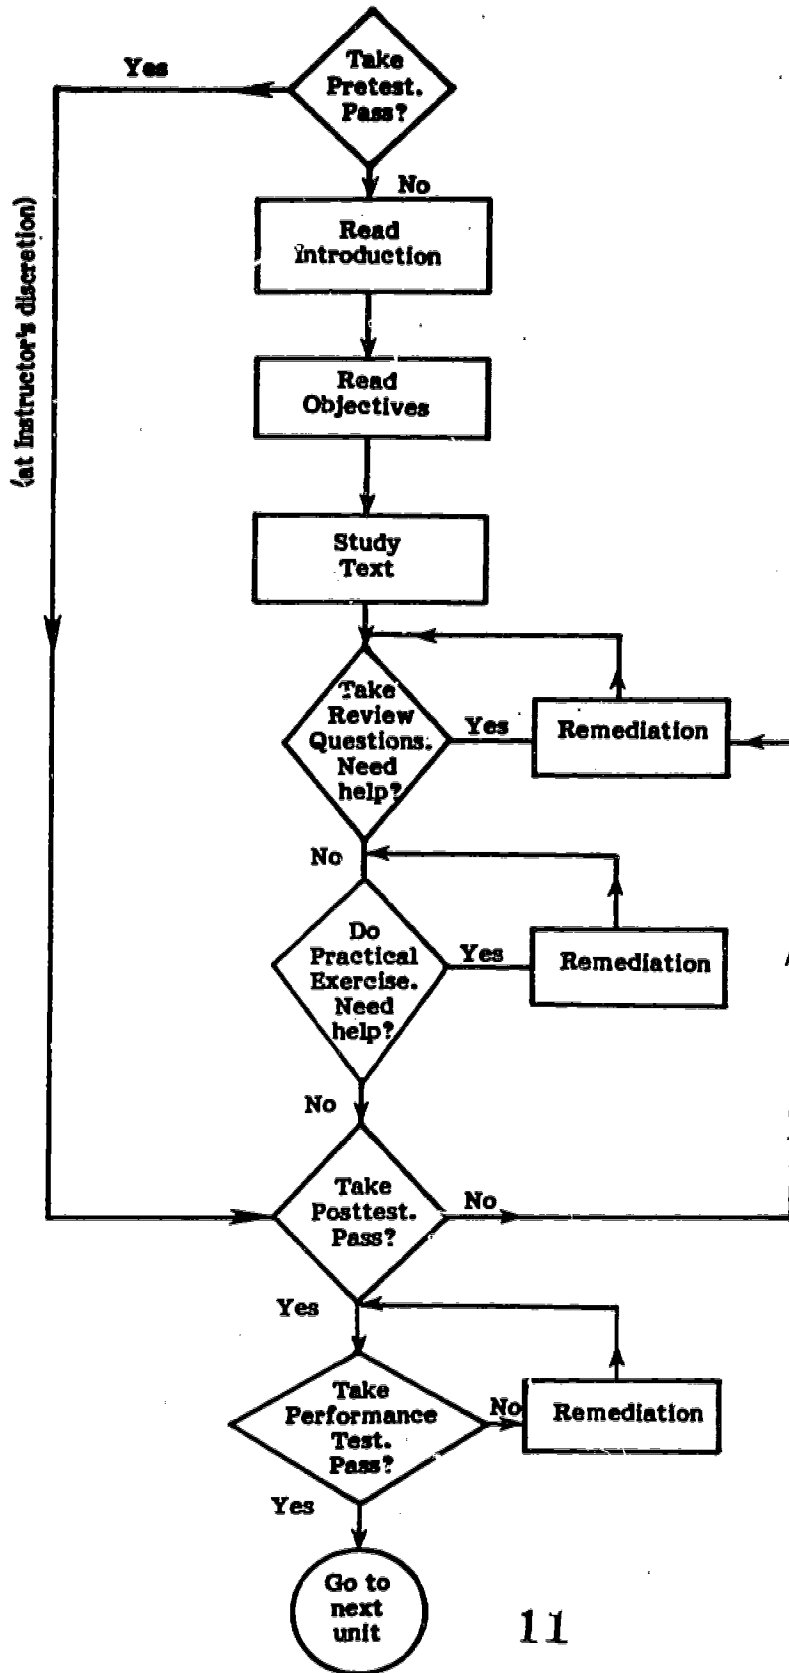 Take
Pretest.
Pass?
Yes
No
(at Instructor's discretion)
Read
Introduction
Read
Objectives
Study
Text
Take
Review
Questions.
Need
help?
Yes
Remediation
No
Do
Practical
Exercise.
Need
help?
Yes
Remediation
No
Take
Posttest.
Pass?
No
Yes
Take
Performance
Test.
Pass?
No
Remediation
Yes
Go to
next
unit
11